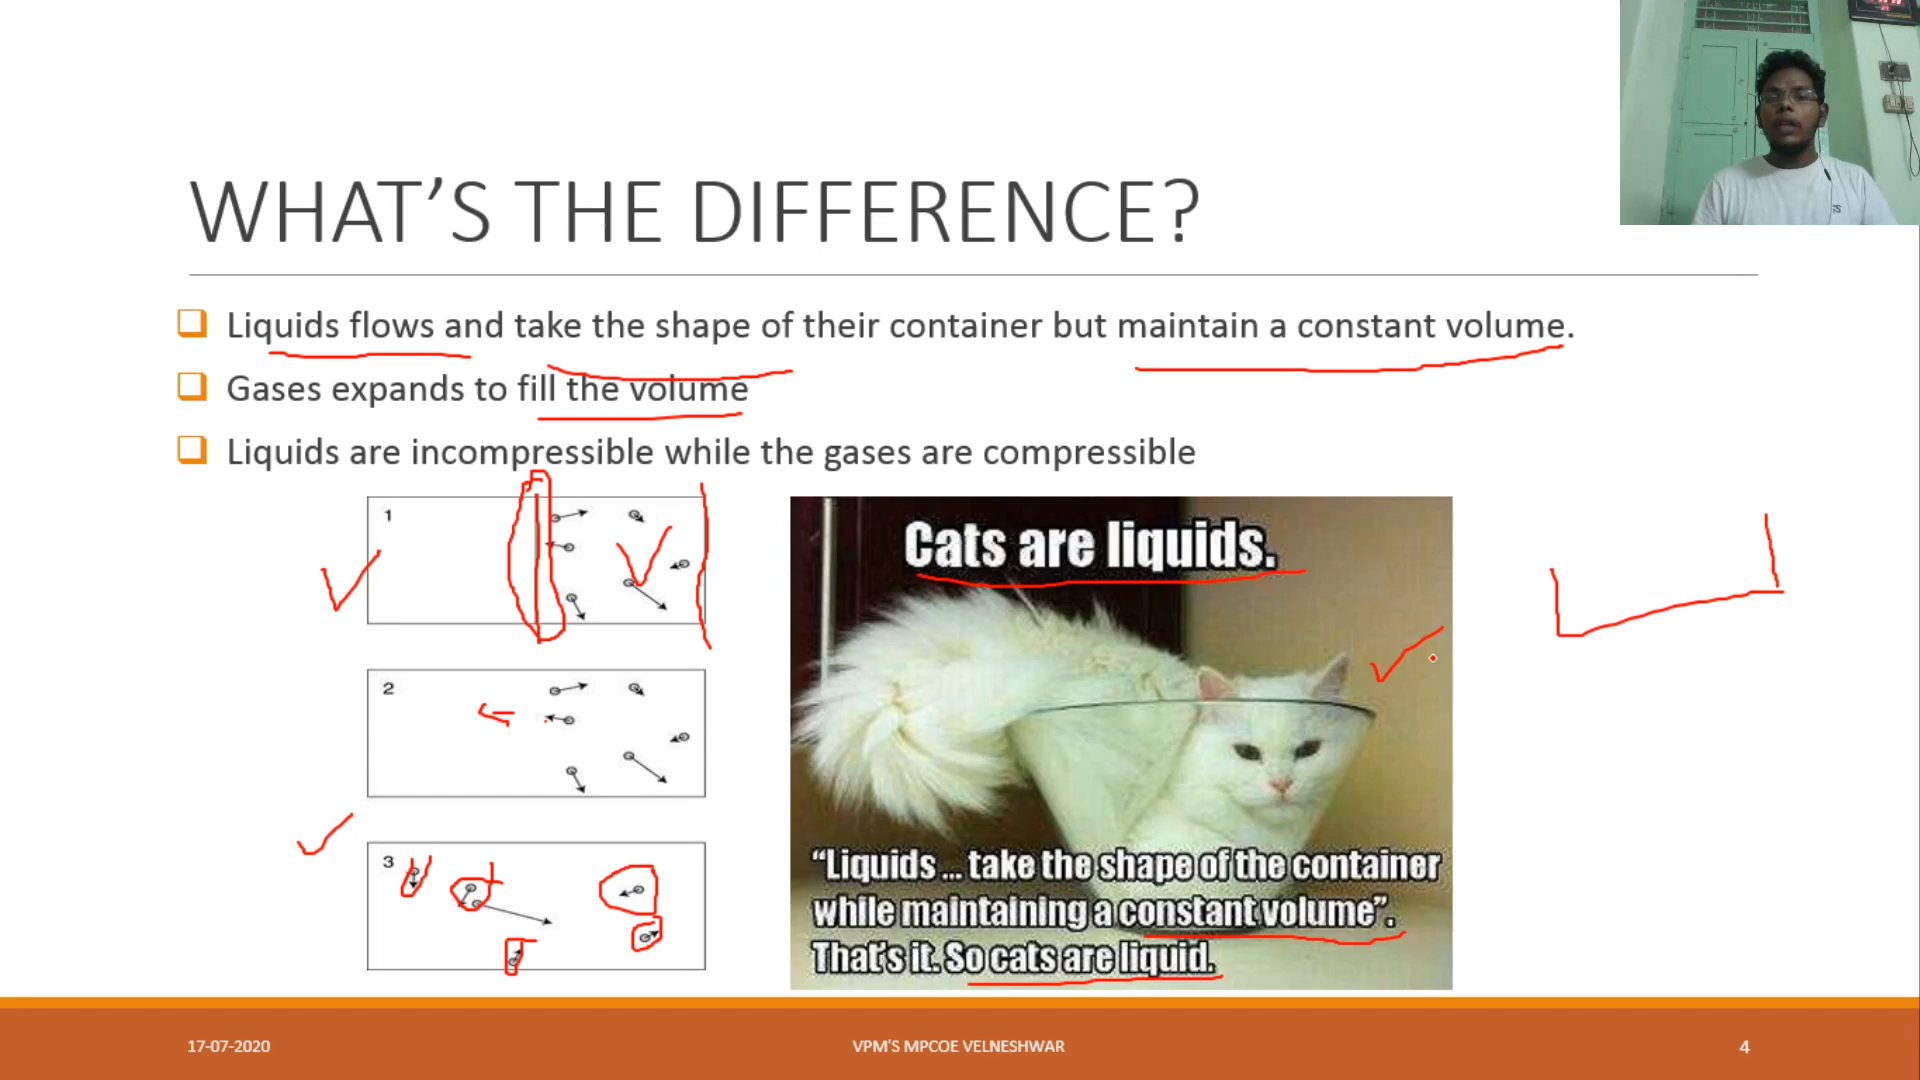 WHAT'S THE DIFFERENCE?
Liquids flows and take the shape of their container but maintain a constant volume.
Gases expands to fill the volume
Liquids are incompressible while the gases are compressible
1
2
3
Cats are liquids.
“Liquids ... take the shape of the container
while maintaining a constant volume”.
That's it. So cats are liquid.
17-07-2020
VPM'S MPCOE VELNESHWAR
4